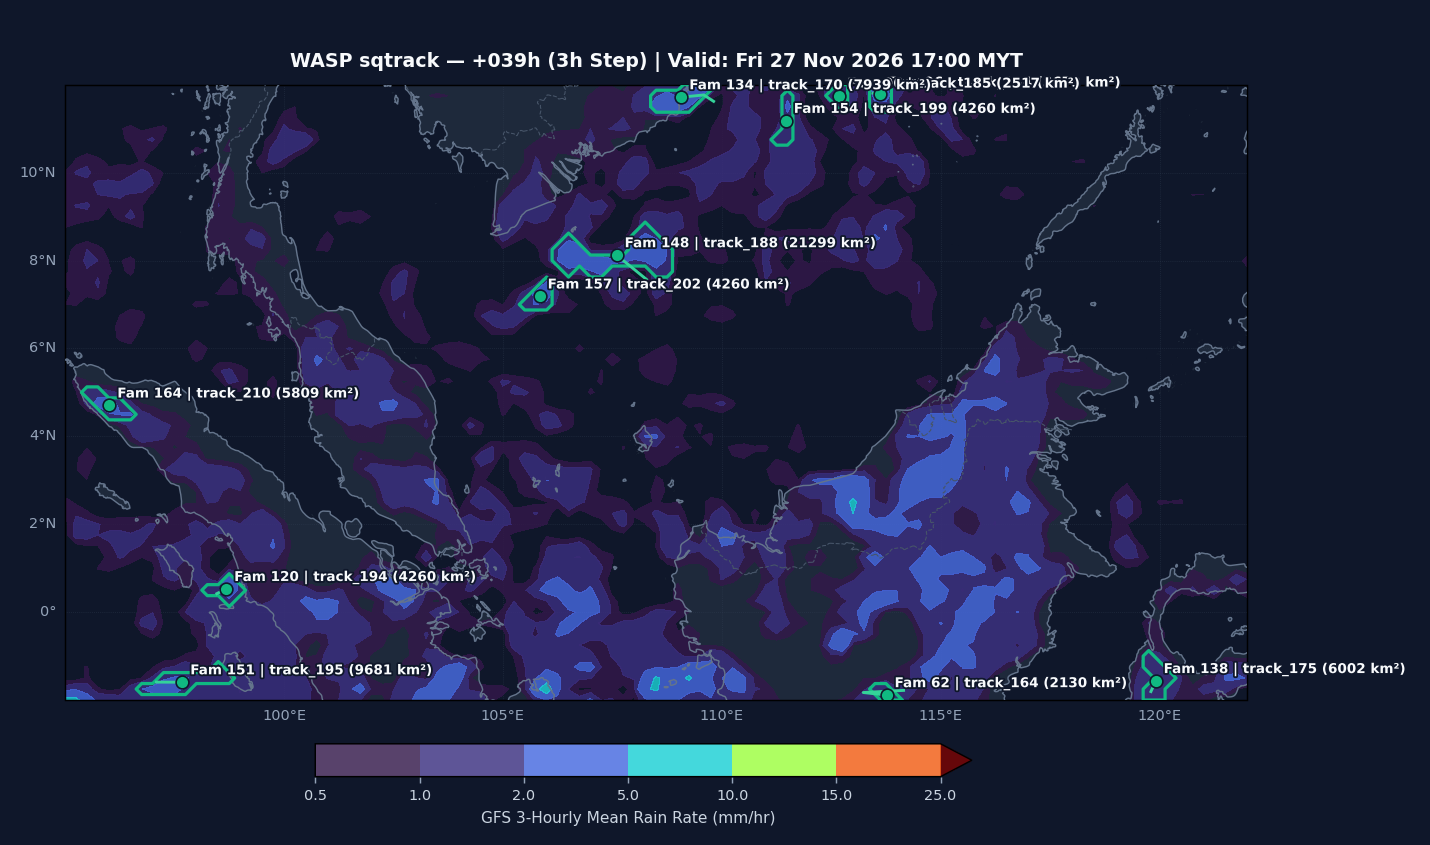 WASP sqtrack — +039h (3h Step) | Valid: Fri 27 Nov 2026 17:00 MYT
Fam 134 | track_170 (7939 km²)
km²)
Fam 154 | track_199 (4260 km²)
Fam 148 | track_188 (21299 km²)
Fam 157 | track_202 (4260 km²)
Fam 164 | track_210 (5809 km²)
Fam 120 | track_194 (4260 km²)
Fam 151 | track_195 (9681 km²)
Fam 62 | track_164 (2130 km²)
Fam 138 | track_175 (6002 km²)
10°N
8°N
6°N
4°N
2°N
0°
100°E
105°E
110°E
115°E
120°E
0.5
1.0
2.0
5.0
10.0
15.0
25.0
GFS 3-Hourly Mean Rain Rate (mm/hr)